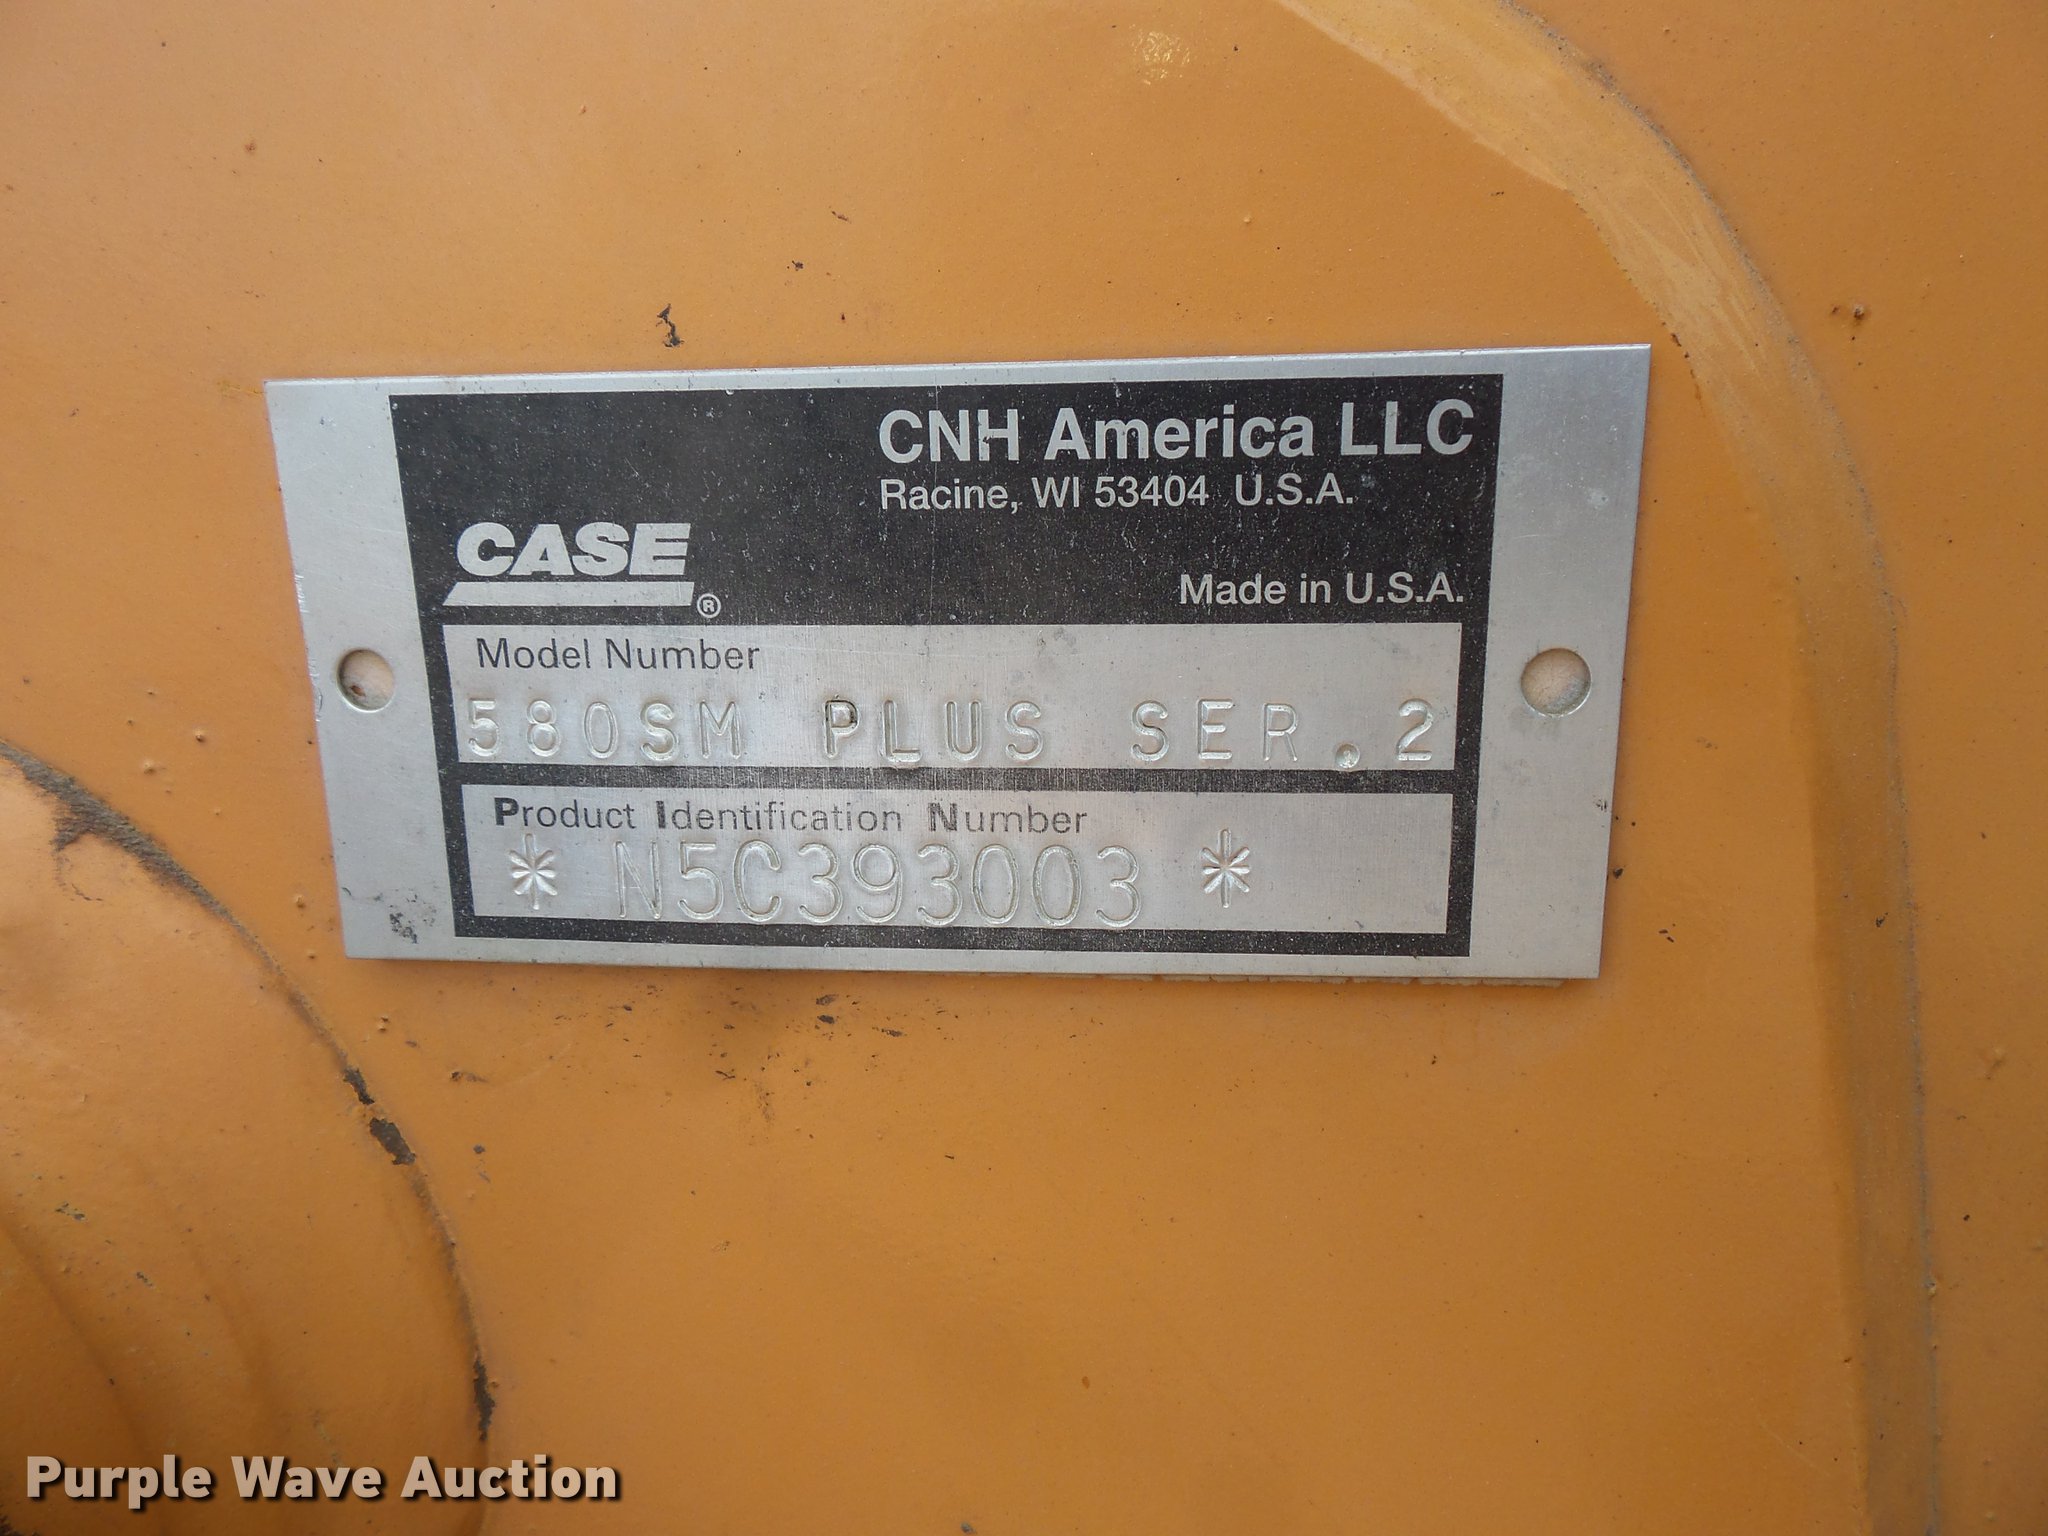 CNH America LLC
Racine, WI 53404 U.S.A.
CASE®
Made in U.S.A.
Model Number
580SM PLUS SER.2
Product Identification Number
* N5C393003 *
Purple Wave Auction